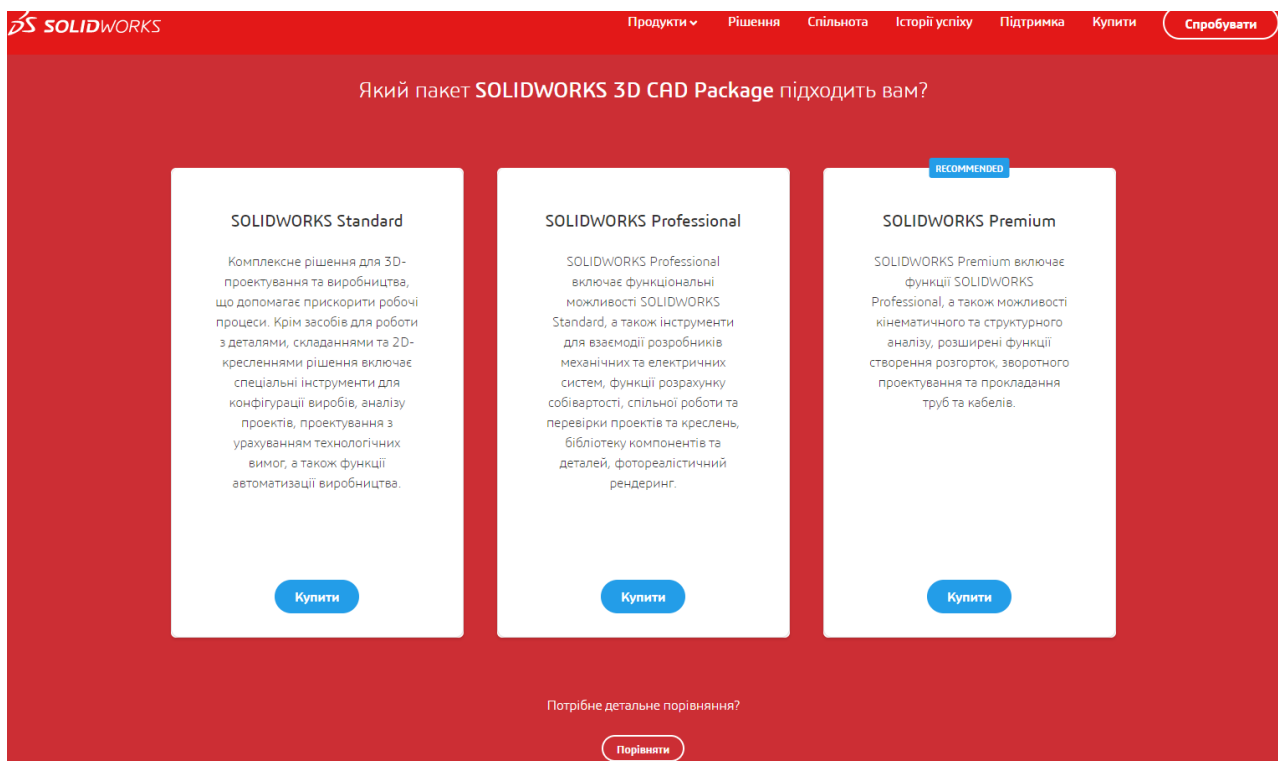 SOLIDWORKS
Продукти Рішення Спільнота Історії успіху Підтримка Купити Спробувати
Який пакет SOLIDWORKS 3D CAD Package підходить вам?
SOLIDWORKS Standard
Комплексне рішення для 3D-
проектування та виробництва,
що допомагає прискорити робочі
процеси. Крім засобів для роботи
з деталями, складаннями та 2D-
кресленнями рішення включає
спеціальні інструменти для
конфігурації виробів, аналізу
проектів, проектування з
урахуванням технологічних
вимог, а також функції
автоматизації виробництва.
Купити
SOLIDWORKS Professional
SOLIDWORKS Professional
включає функціональні
можливості SOLIDWORKS
Standard, а також інструменти
для взаємодії розробників
механічних та електричних
систем, функції розрахунку
собівартості, спільної роботи та
перевірки проектів та креслень,
бібліотеку компонентів та
деталей, фотореалістичний
рендеринг.
Купити
RECOMMENDED
SOLIDWORKS Premium
SOLIDWORKS Premium включає
функції SOLIDWORKS
Professional, а також можливості
кінематичного та структурного
аналізу, розширені функції
створення розгорток, зворотного
проектування та прокладання
труб та кабелів.
Купити
Потрібне детальне порівняння?
Порівняти